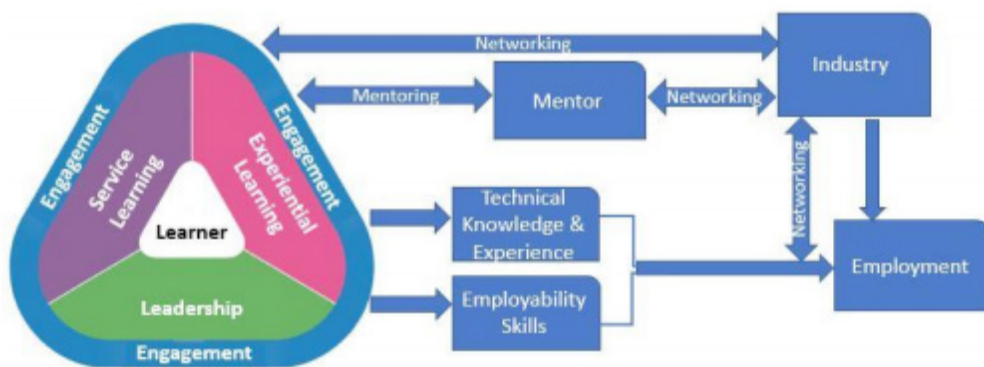 Networking
Industry
Mentoring
Mentor
Networking
Engagement
Engagement
Service
Learning
Experiential
Learning
Learner
Leadership
Engagement
Technical
Knowledge &
Experience
Employability
Skills
Networking
Employment